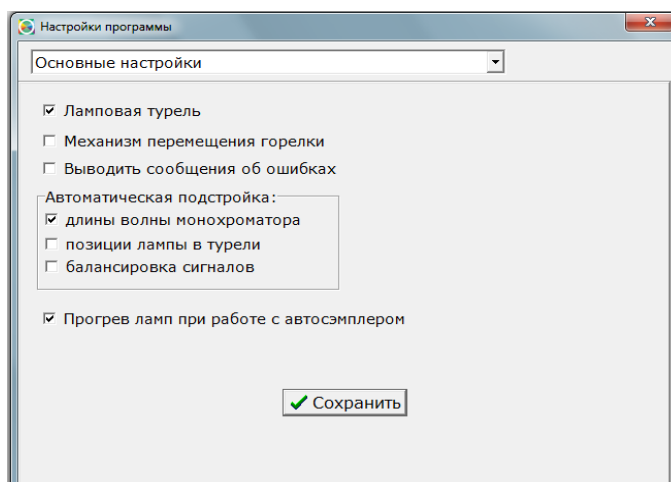 Настройки программы
Основные настройки
Ламповая турель
Механизм перемещения горелки
Выводить сообщения об ошибках
Автоматическая подстройка:
длины волны монохроматора
позиции лампы в турели
балансировка сигналов
Прогрев ламп при работе с автосэмплером
Сохранить